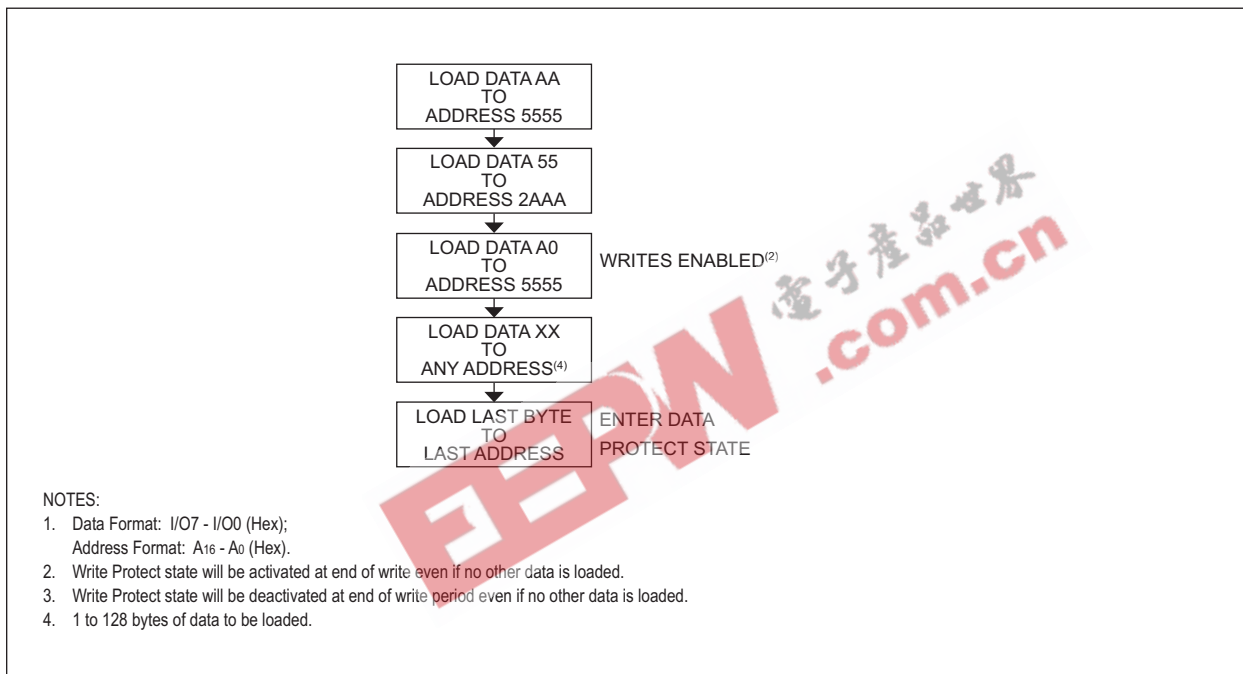 LOAD DATA AA
TO
ADDRESS 5555
LOAD DATA 55
TO
ADDRESS 2AAA
LOAD DATA A0
TO
ADDRESS 5555
WRITES ENABLED(2)
LOAD DATA XX
TO
ANY ADDRESS(4)
LOAD LAST BYTE
TO
LAST ADDRESS
ENTER DATA
PROTECT STATE
EEPW
電子產品世界
.com.cn
NOTES:
1. Data Format: I/O7 - I/O0 (Hex);
Address Format: A16 - A0 (Hex).
2. Write Protect state will be activated at end of write even if no other data is loaded.
3. Write Protect state will be deactivated at end of write period even if no other data is loaded.
4. 1 to 128 bytes of data to be loaded.